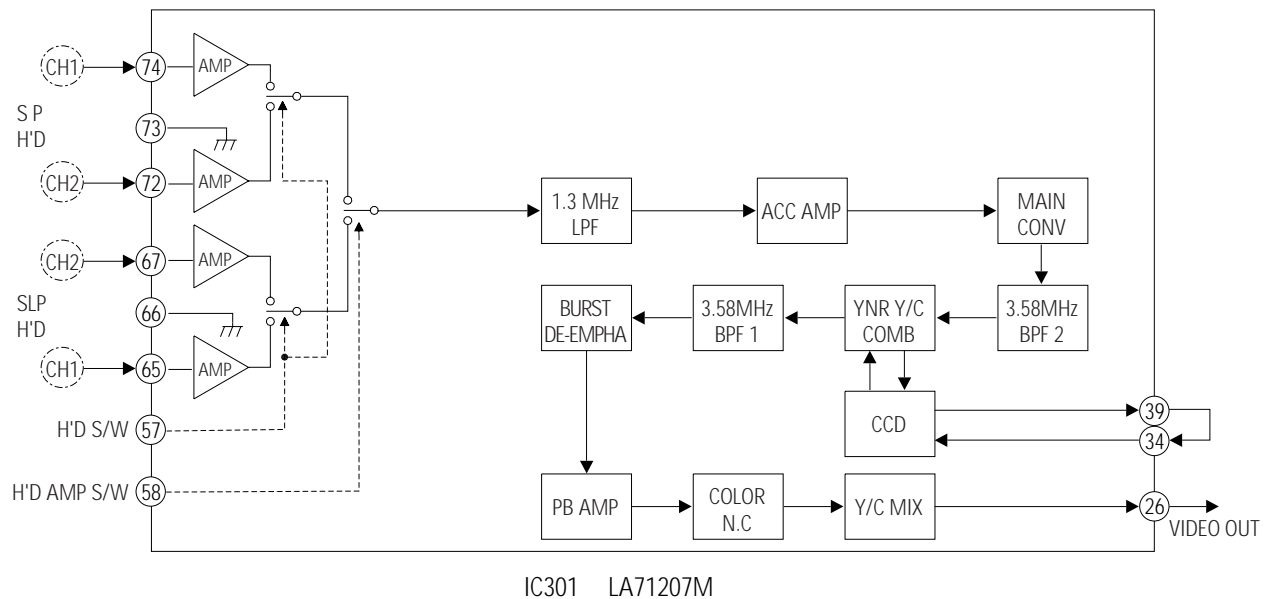 CH1
74
AMP
S P
H'D
73
CH2
72
AMP
CH2
67
AMP
SLP
H'D
66
CH1
65
AMP
H'D S/W
57
H'D AMP S/W
58
1.3 MHz
LPF
ACC AMP
MAIN
CONV
BURST
DE-EMPHA
3.58MHz
BPF 1
YNR Y/C
COMB
3.58MHz
BPF 2
CCD
39
34
PB AMP
COLOR
N.C
Y/C MIX
26
VIDEO OUT
IC301 LA71207M